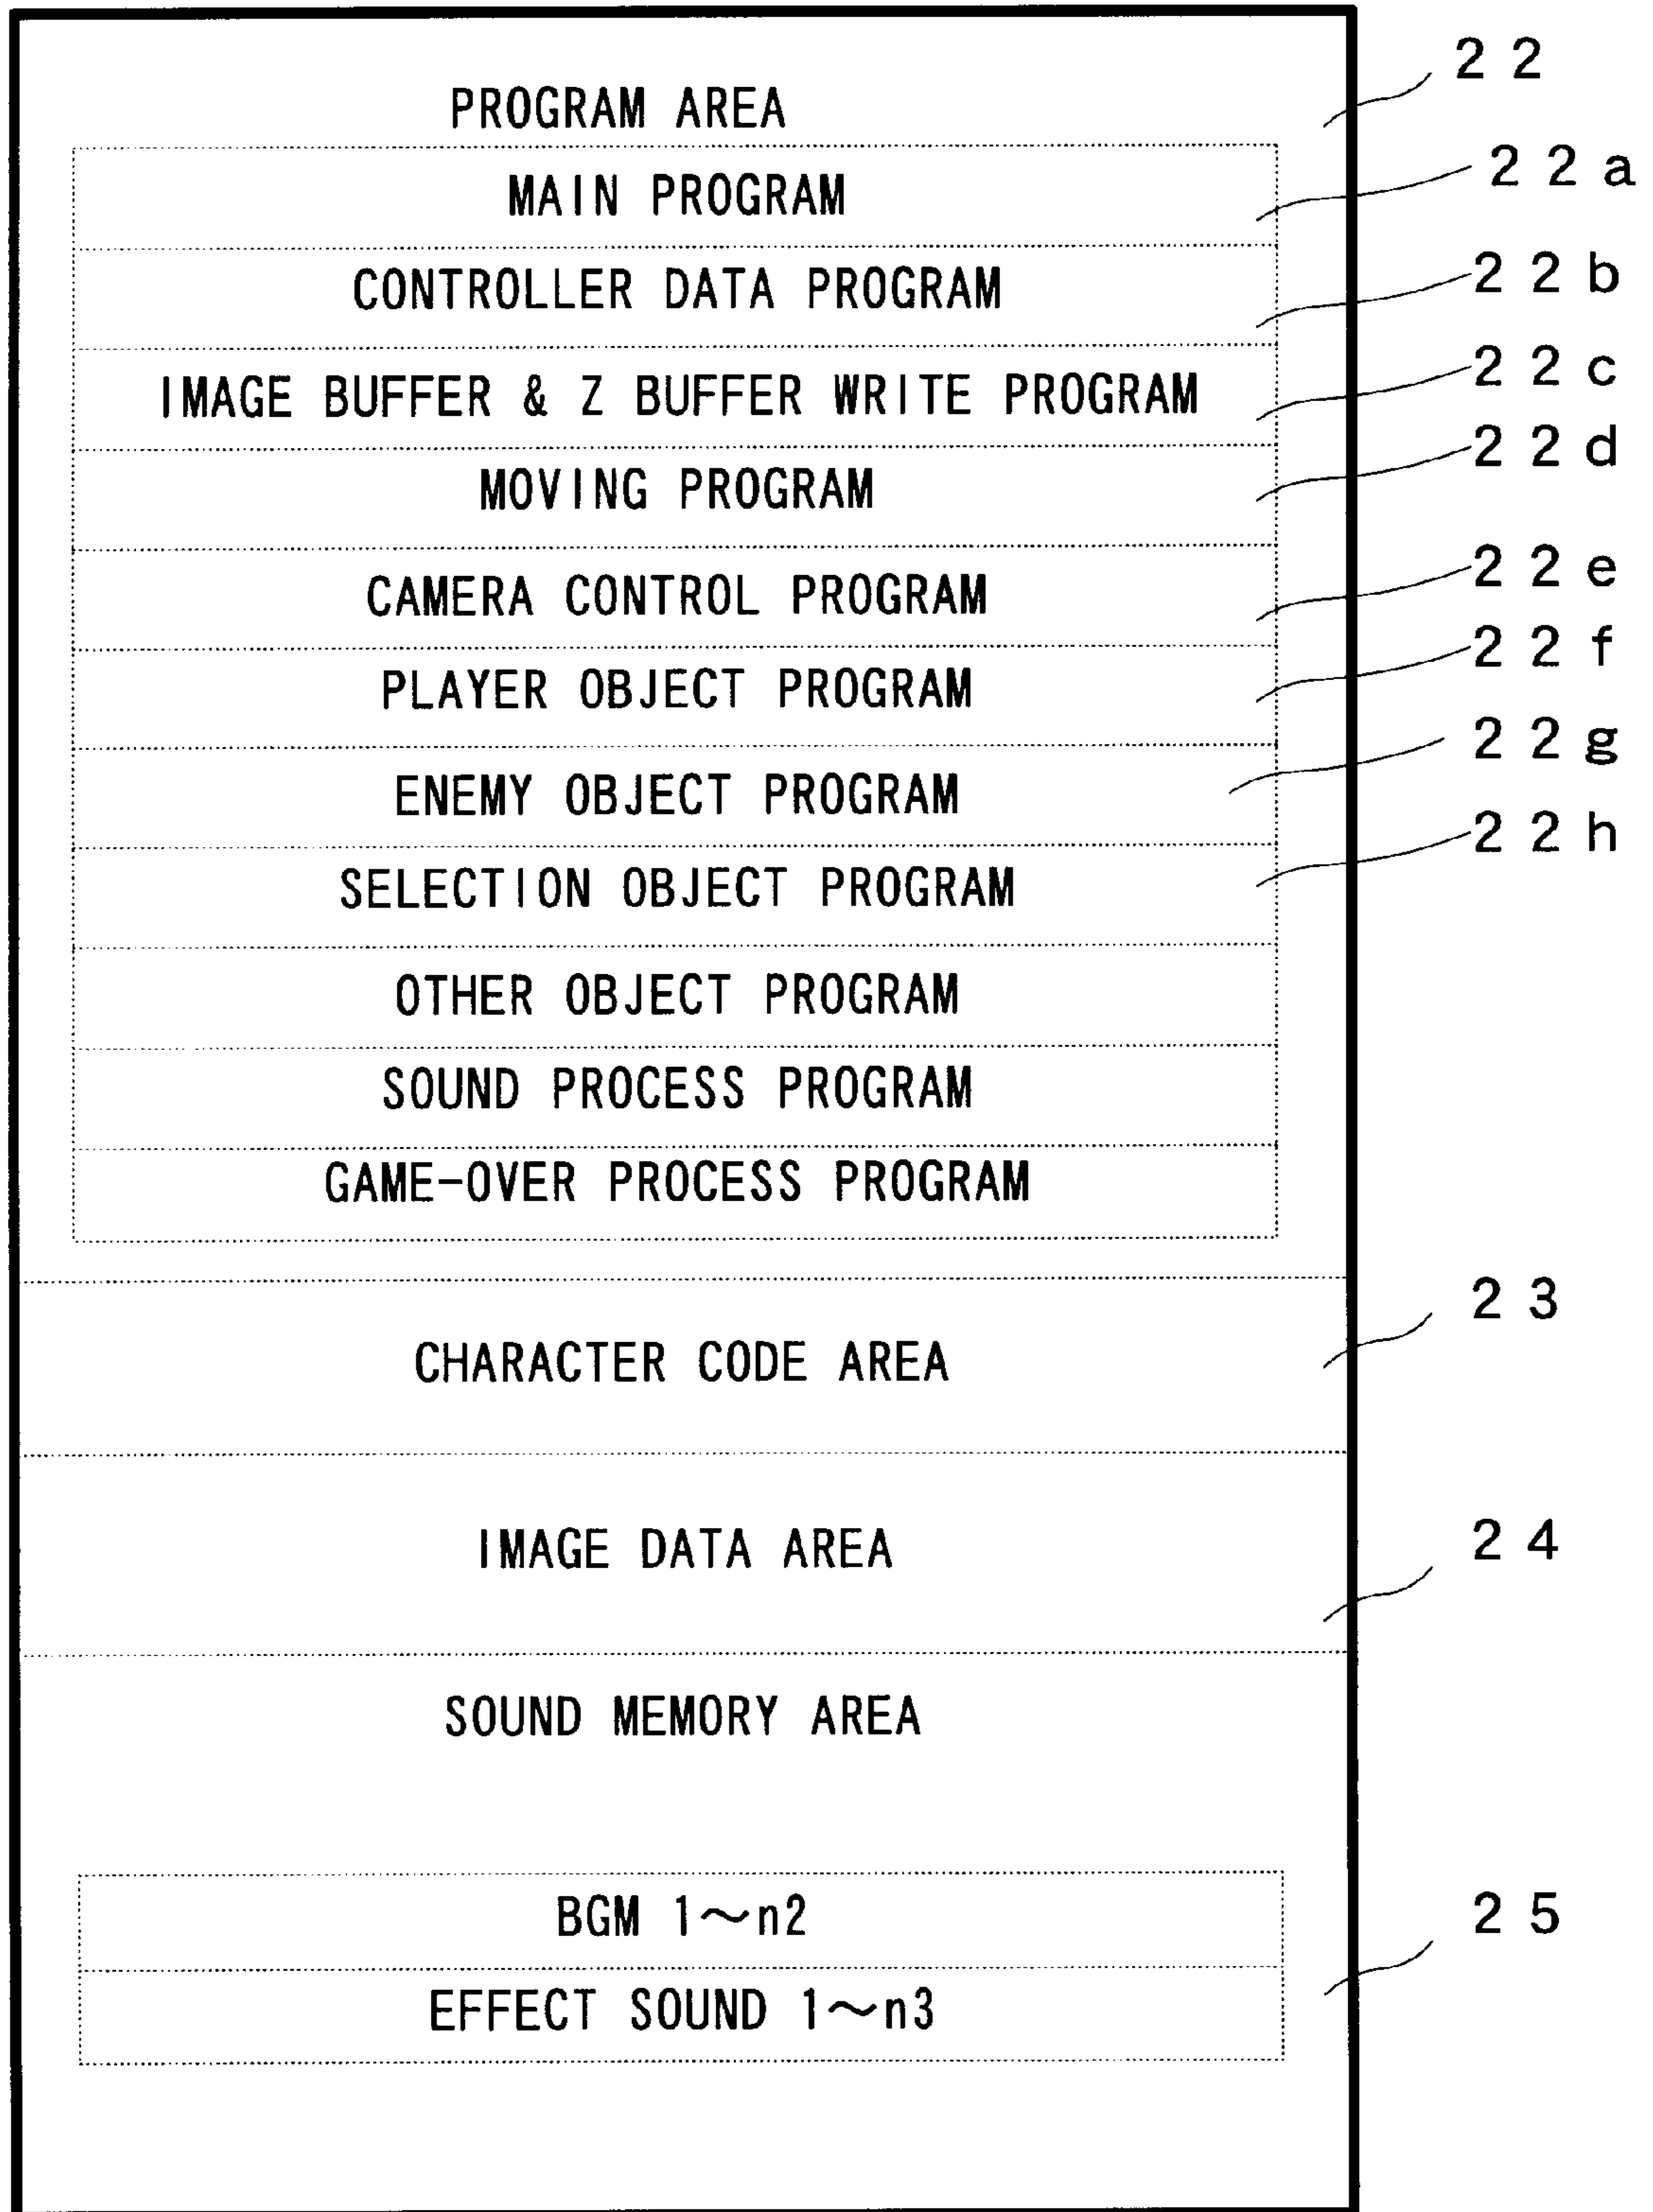 PROGRAM AREA
22
MAIN PROGRAM
22a
CONTROLLER DATA PROGRAM
22b
IMAGE BUFFER & Z BUFFER WRITE PROGRAM
22c
MOVING PROGRAM
22d
CAMERA CONTROL PROGRAM
22e
PLAYER OBJECT PROGRAM
22f
ENEMY OBJECT PROGRAM
22g
SELECTION OBJECT PROGRAM
22h
OTHER OBJECT PROGRAM
SOUND PROCESS PROGRAM
GAME-OVER PROCESS PROGRAM
CHARACTER CODE AREA
23
IMAGE DATA AREA
24
SOUND MEMORY AREA
BGM 1～n2
25
EFFECT SOUND 1～n3